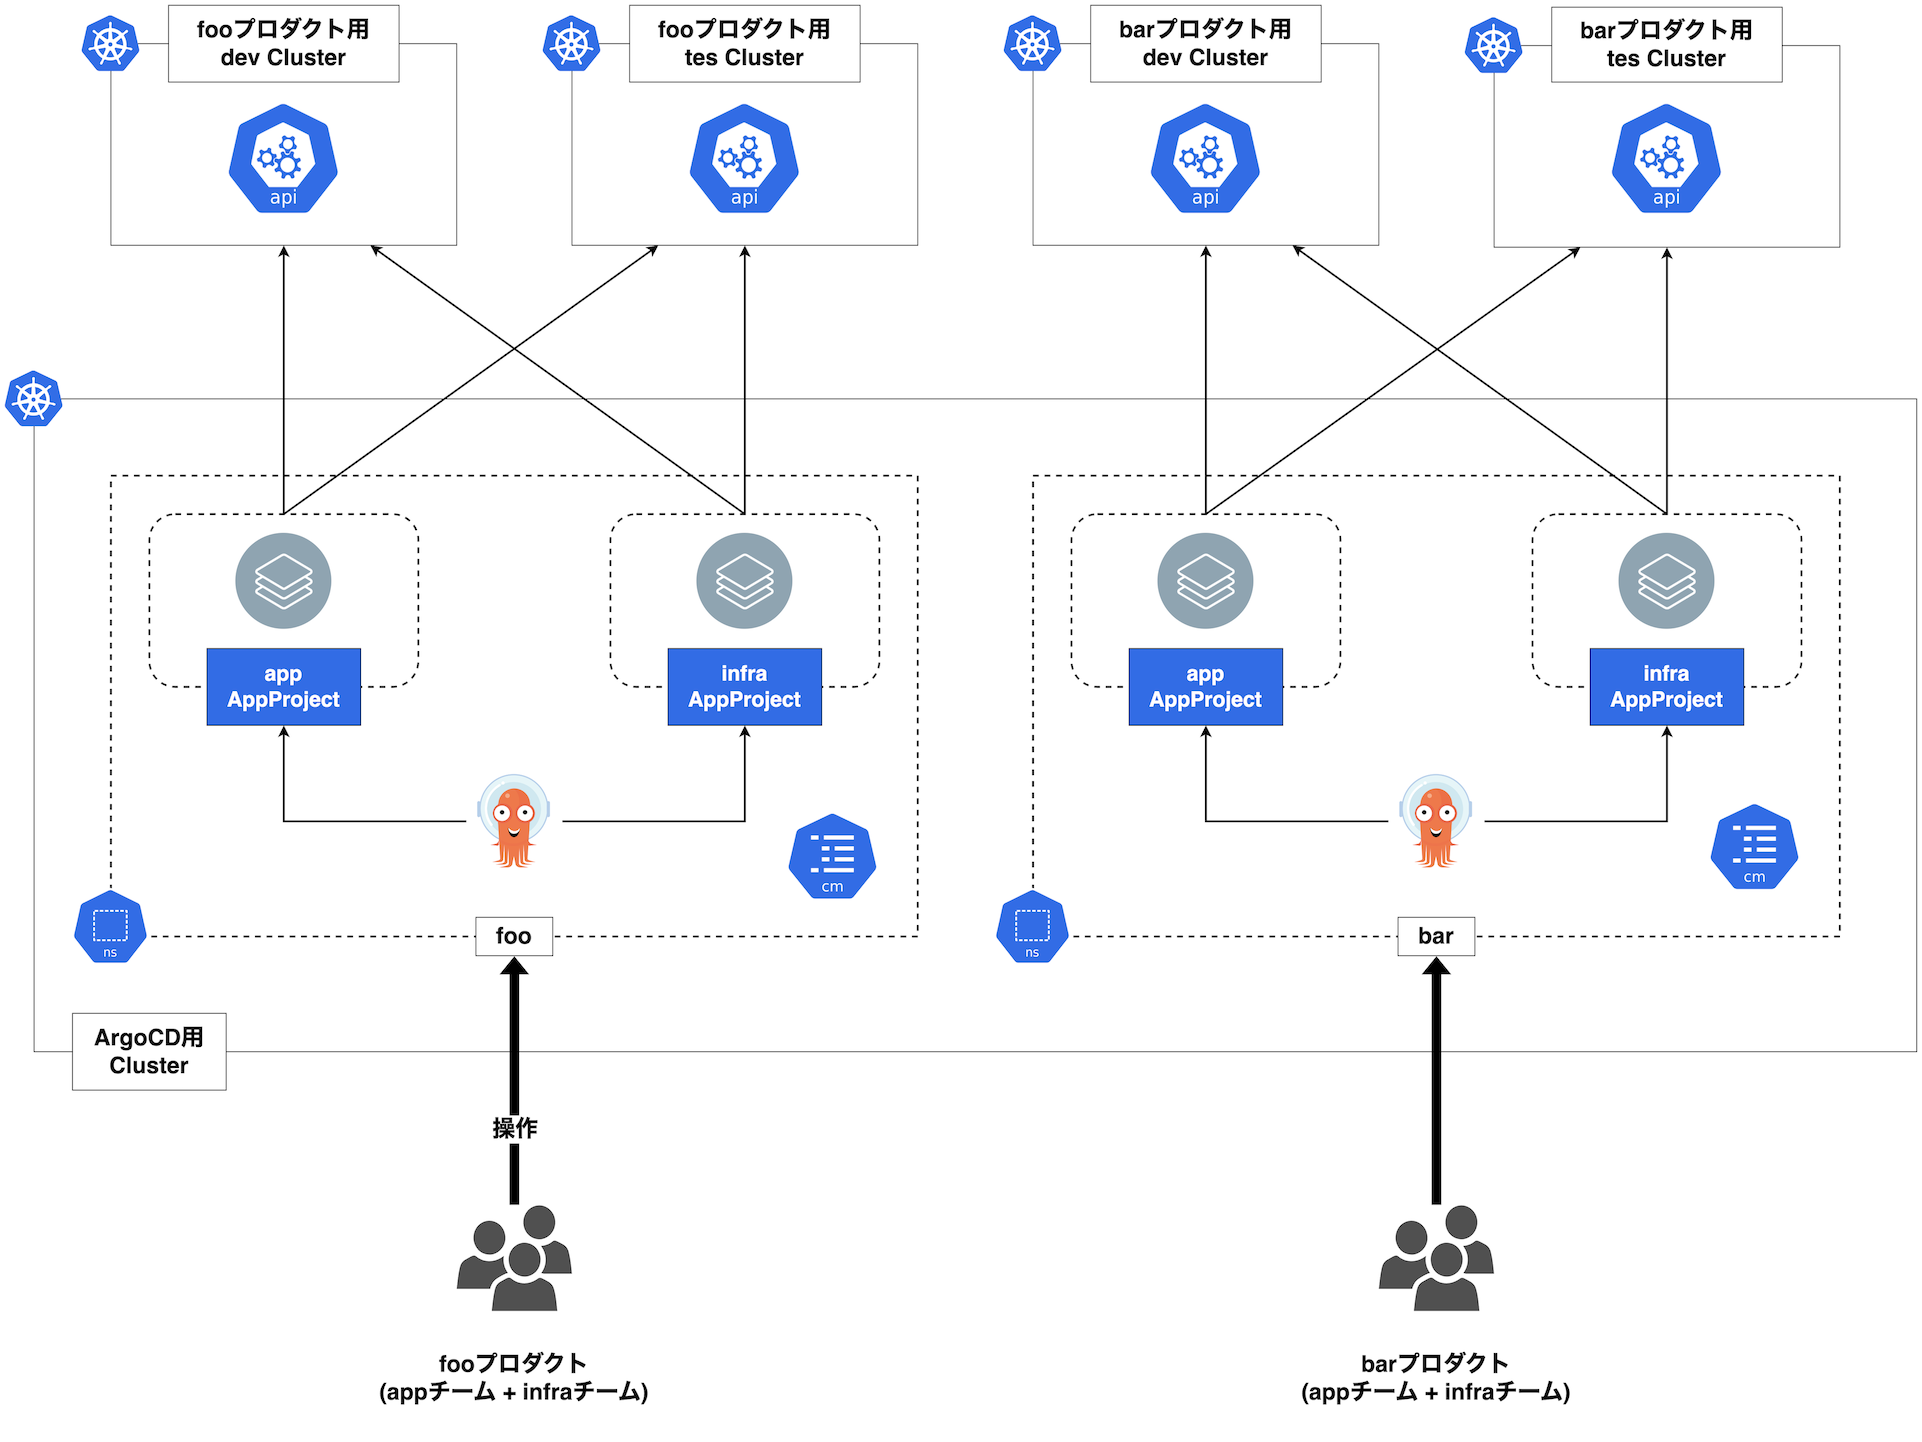 fooプロダクト用
dev Cluster
fooプロダクト用
tes Cluster
barプロダクト用
dev Cluster
barプロダクト用
tes Cluster
api
api
api
api
app
AppProject
infra
AppProject
app
AppProject
infra
AppProject
cm
cm
ns
foo
ns
bar
ArgoCD用
Cluster
操作
fooプロダクト
(appチーム + infraチーム)
barプロダクト
(appチーム + infraチーム)